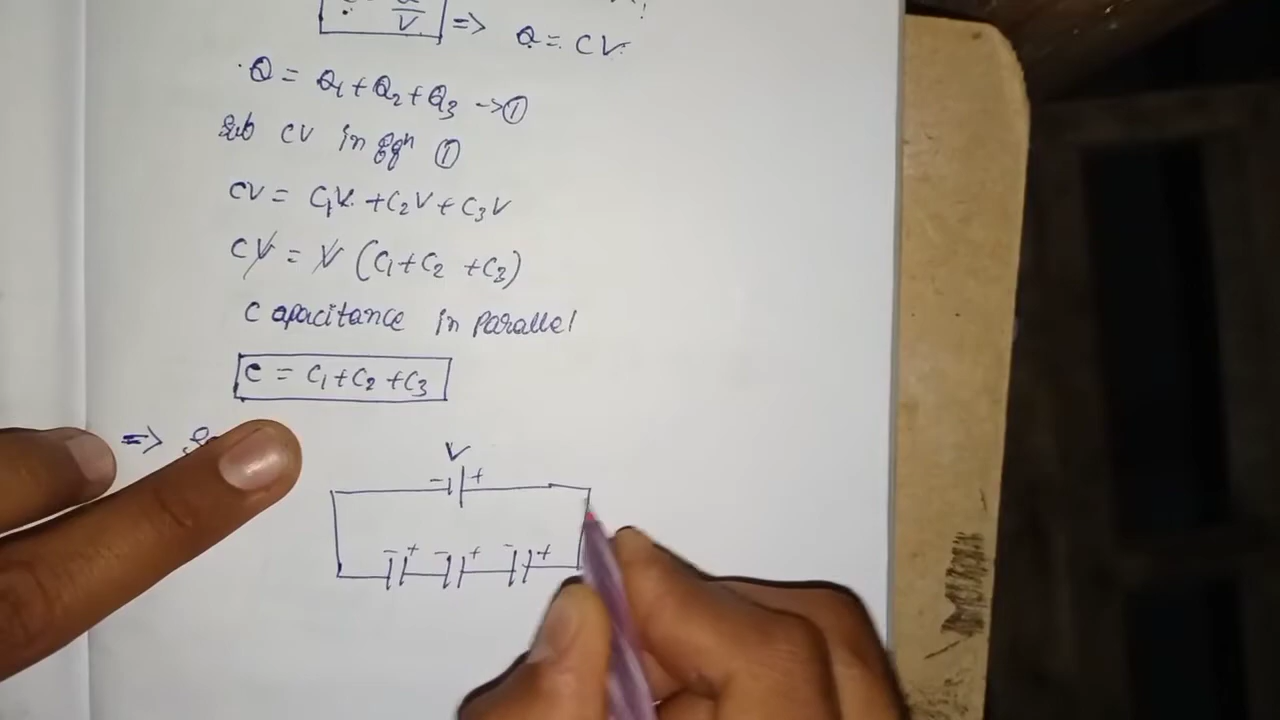 V => Q = CV
Q = Q₁ + Q₂ + Q₃ -> ①
Sub CV in Eqⁿ ①
CV = C₁V + C₂V + C₃V
CV = V (C₁ + C₂ + C₃)
Capacitance in parallel
C = C₁ + C₂ + C₃
=>
V
- +
- + - + - +